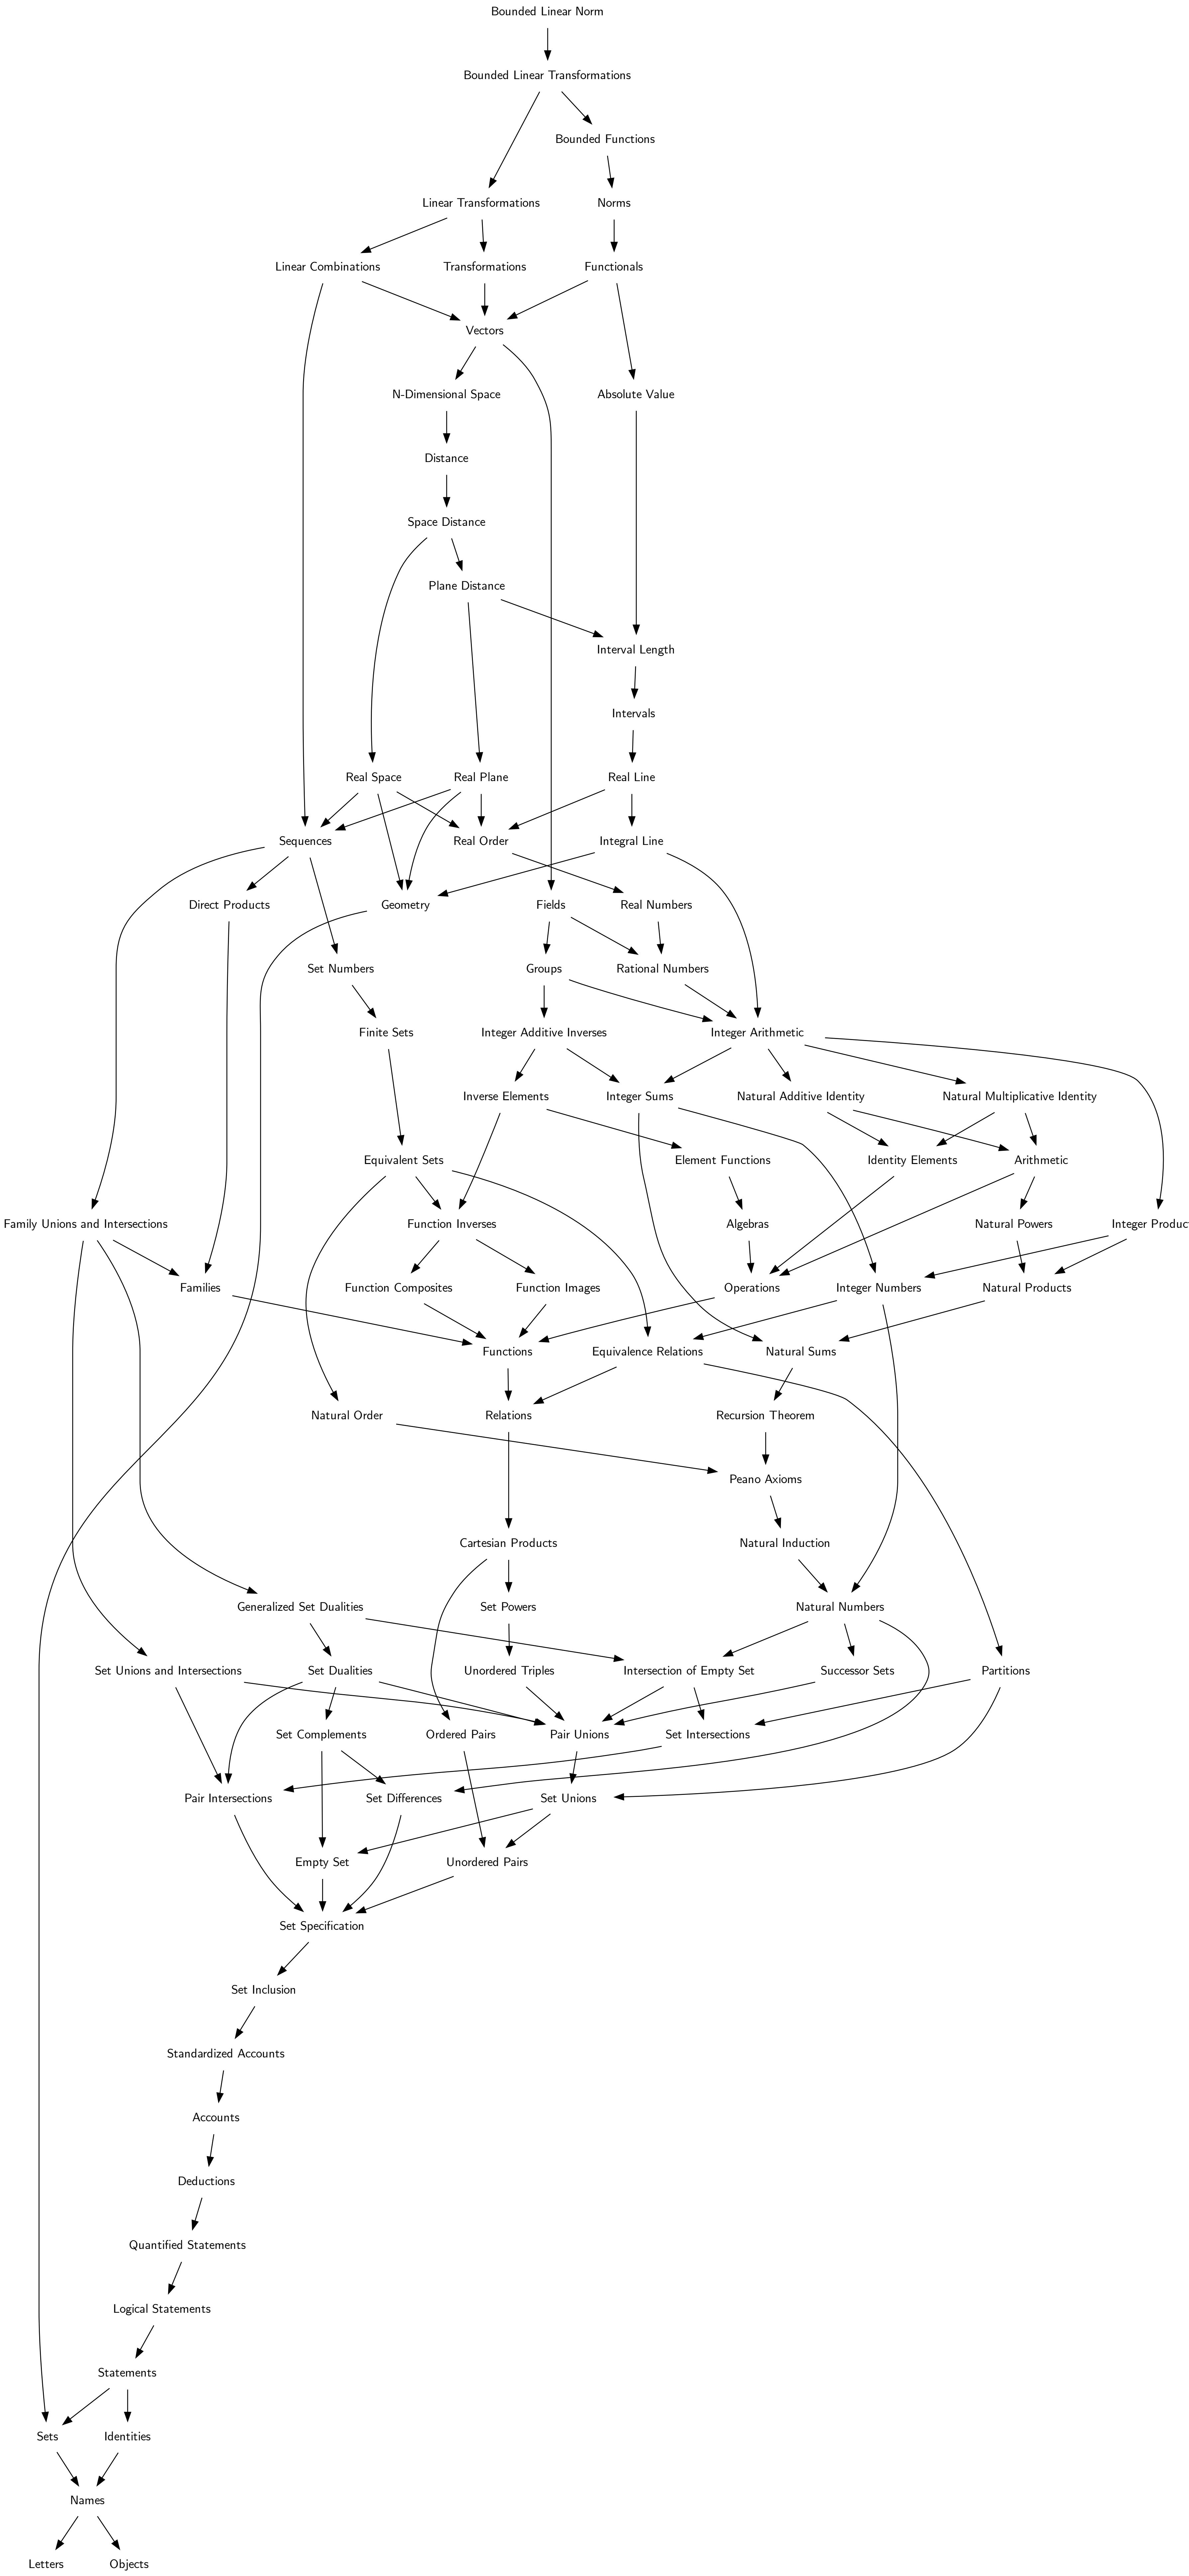 Bounded Linear Norm
Bounded Linear Transformations
Bounded Functions
Linear Transformations
Norms
Linear Combinations
Transformations
Functionals
Vectors
N-Dimensional Space
Absolute Value
Distance
Space Distance
Plane Distance
Interval Length
Intervals
Real Space
Real Plane
Real Line
Sequences
Real Order
Integral Line
Direct Products
Geometry
Fields
Real Numbers
Set Numbers
Groups
Rational Numbers
Finite Sets
Integer Additive Inverses
Integer Arithmetic
Inverse Elements
Integer Sums
Natural Additive Identity
Natural Multiplicative Identity
Equivalent Sets
Element Functions
Identity Elements
Arithmetic
Family Unions and Intersections
Function Inverses
Algebras
Natural Powers
Integer Produc
Families
Function Composites
Function Images
Operations
Integer Numbers
Natural Products
Functions
Equivalence Relations
Natural Sums
Natural Order
Relations
Recursion Theorem
Peano Axioms
Cartesian Products
Natural Induction
Generalized Set Dualities
Set Powers
Natural Numbers
Set Unions and Intersections
Set Dualities
Unordered Triples
Intersection of Empty Set
Successor Sets
Partitions
Set Complements
Ordered Pairs
Pair Unions
Set Intersections
Pair Intersections
Set Differences
Set Unions
Empty Set
Unordered Pairs
Set Specification
Set Inclusion
Standardized Accounts
Accounts
Deductions
Quantified Statements
Logical Statements
Statements
Sets
Identities
Names
Letters
Objects